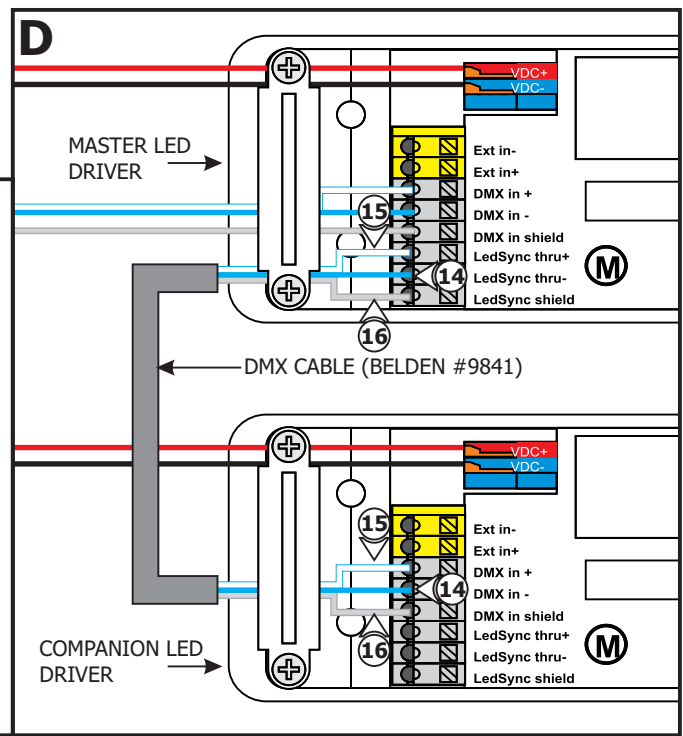 D
VDC+
VDC-
MASTER LED
DRIVER
Ext in-
Ext in+
DMX in +
DMX in -
DMX in shield
LedSync thru+
LedSync thru-
LedSync shield
15
14
16
M
DMX CABLE (BELDEN #9841)
VDC+
VDC-
Ext in-
Ext in+
DMX in +
DMX in -
DMX in shield
LedSync thru+
LedSync thru-
LedSync shield
15
14
16
M
COMPANION LED
DRIVER